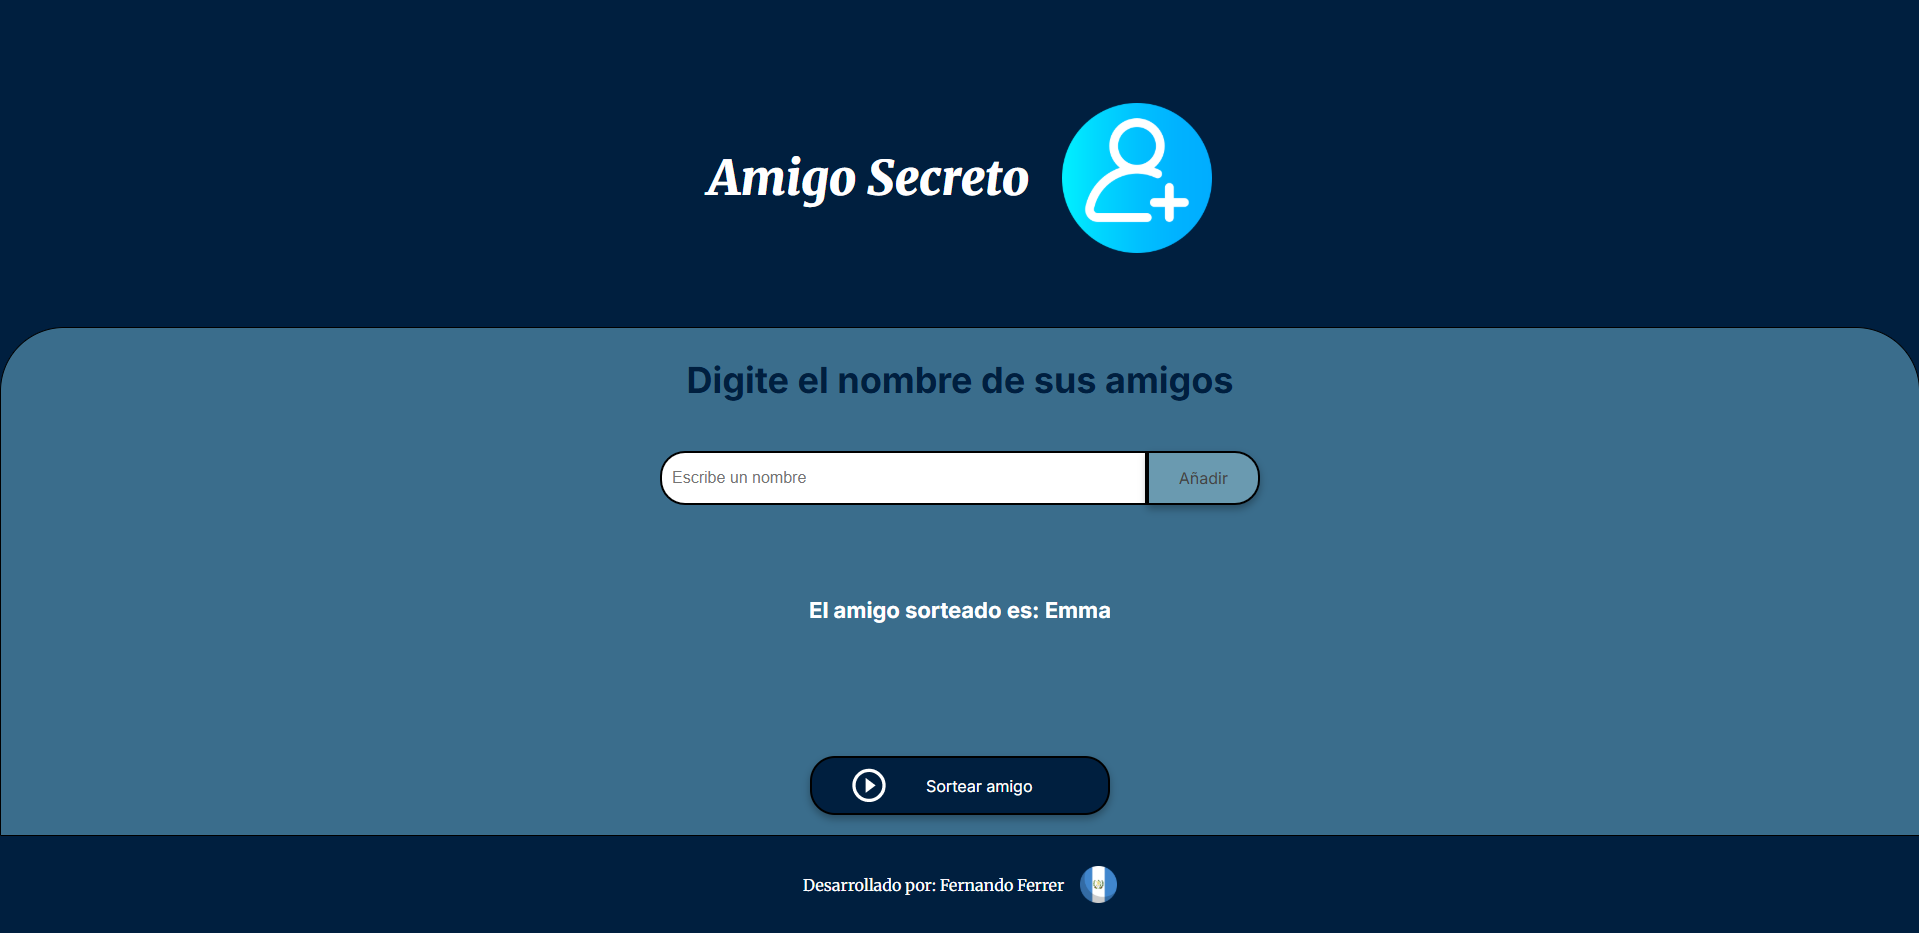 Amigo Secreto
Digite el nombre de sus amigos
Escribe un nombre
Añadir
El amigo sorteado es: Emma
Sortear amigo
Desarrollado por: Fernando Ferrer